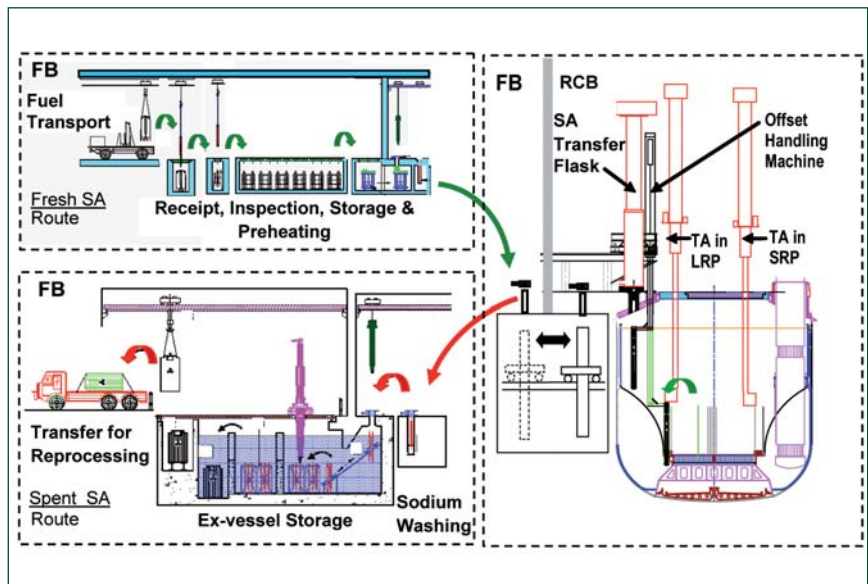 FB
Fuel
Transport
Fresh SA
Route
Receipt, Inspection, Storage &
Preheating
FB
Transfer for
Reprocessing
Spent SA
Route
Ex-vessel Storage
Sodium
Washing
FB
RCB
SA
Transfer
Flask
Offset
Handling
Machine
TA in
LRP
TA in
SRP